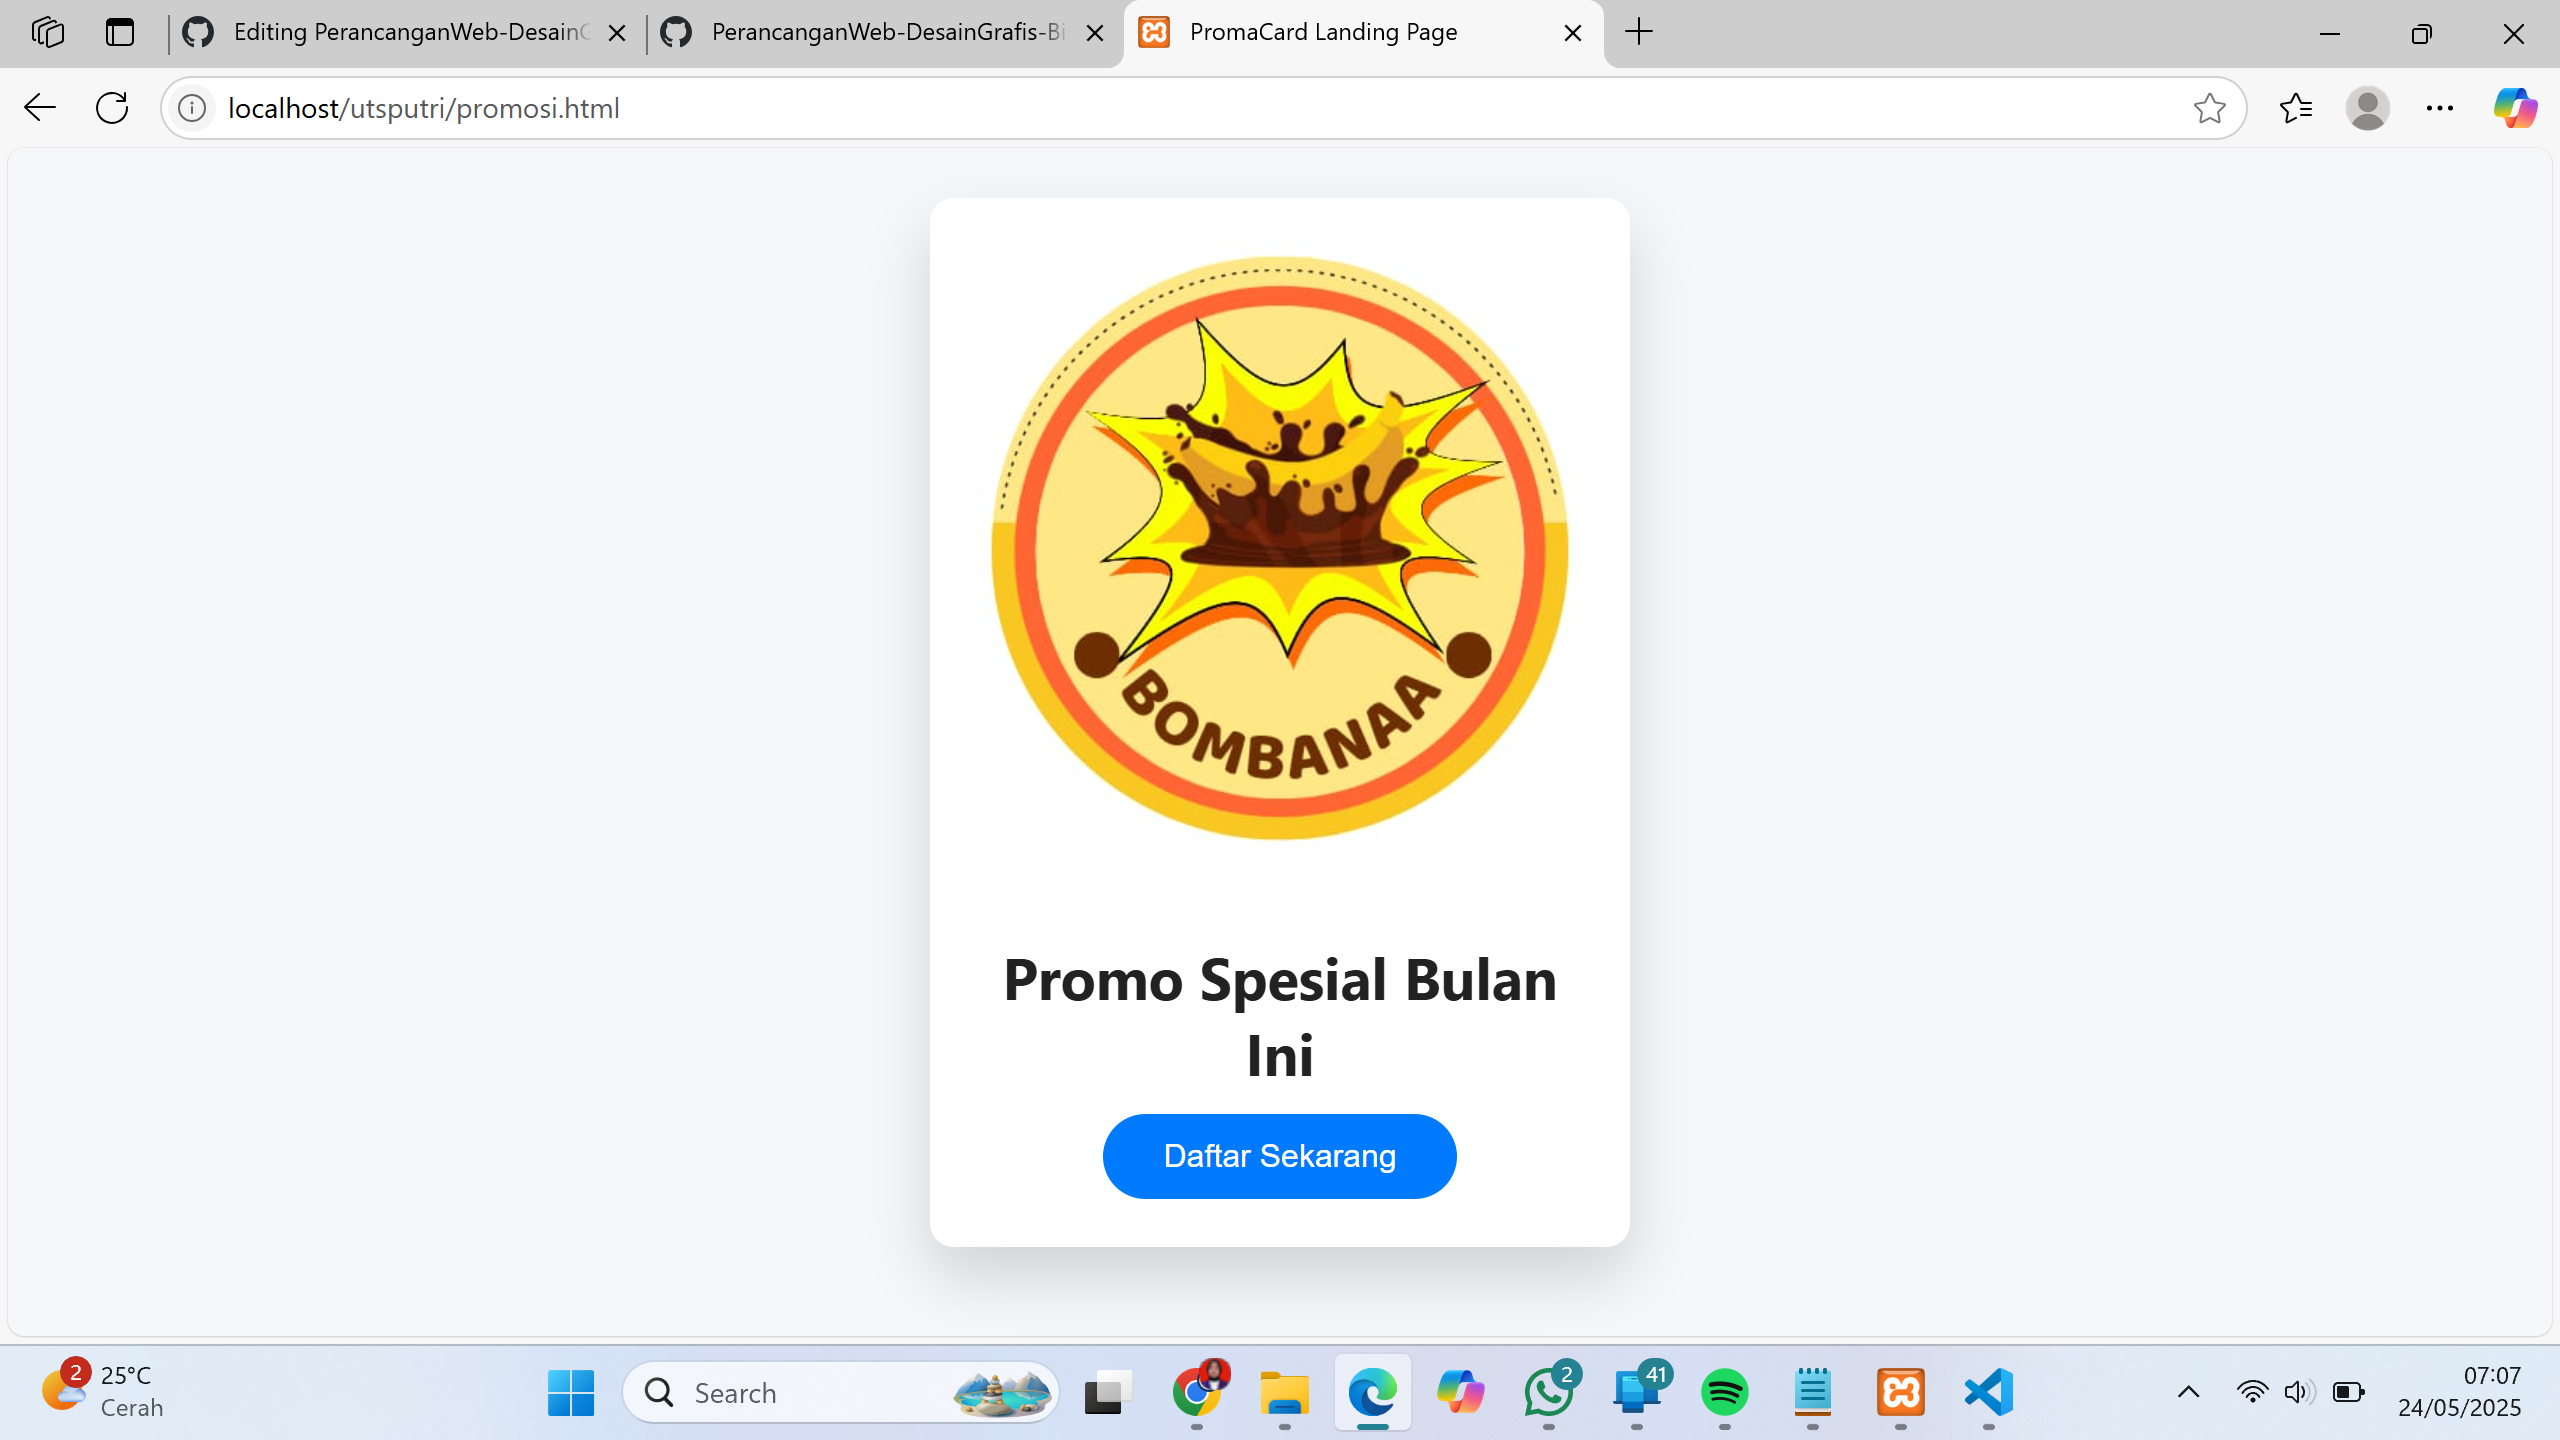 Editing PerancanganWeb-DesainG
PerancanganWeb-DesainGrafis-Bi
PromaCard Landing Page
localhost/utsputri/promosi.html
BOMBANAA
Promo Spesial Bulan
Ini
Daftar Sekarang
2
25°C
Cerah
Search
2
41
07:07
24/05/2025